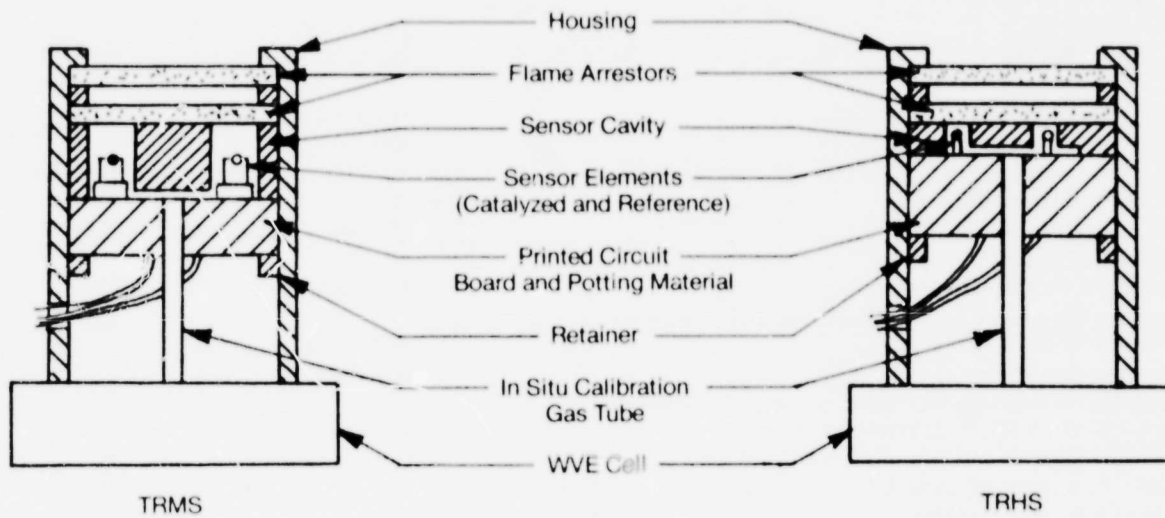 Housing
Flame Arrestors
Sensor Cavity
Sensor Elements
(Catalyzed and Reference)
Printed Circuit
Board and Potting Material
Retainer
In Situ Calibration
Gas Tube
WVE Cell
TRMS
TRHS